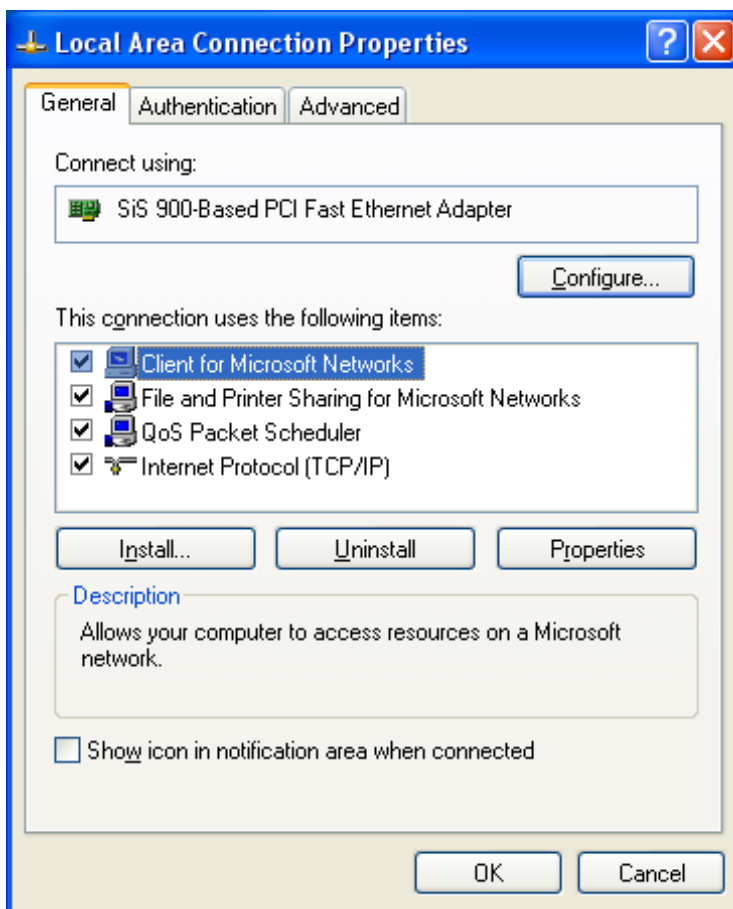 Local Area Connection Properties
General Authentication Advanced
Connect using:
SiS 900-Based PCI Fast Ethernet Adapter
Configure...
This connection uses the following items:
Client for Microsoft Networks
File and Printer Sharing for Microsoft Networks
QoS Packet Scheduler
Internet Protocol (TCP/IP)
Install... Uninstall Properties
Description
Allows your computer to access resources on a Microsoft
network.
Show icon in notification area when connected
OK Cancel